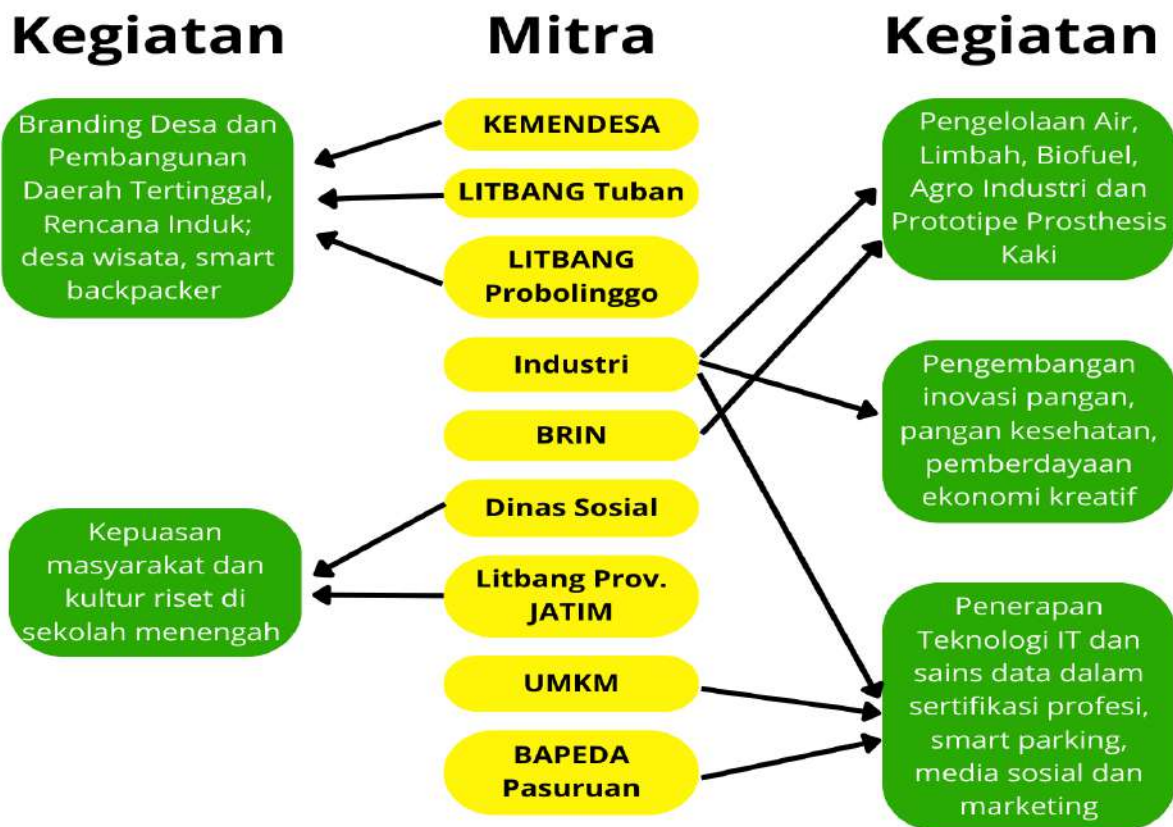 Kegiatan
Mitra
Kegiatan
Branding Desa dan
Pembangunan
Daerah Tertinggal,
Rencana Induk;
desa wisata, smart
backpacker
Kepuasan
masyarakat dan
kultur riset di
sekolah menengah
KEMENDESA
LITBANG Tuban
LITBANG
Probolinggo
Industri
BRIN
Dinas Sosial
Litbang Prov.
JATIM
UMKM
BAPEDA
Pasuruan
Pengelolaan Air,
Limbah, Biofuel,
Agro Industri dan
Prototipe Prosthesis
Kaki
Pengembangan
inovasi pangan,
pangan kesehatan,
pemberdayaan
ekonomi kreatif
Penerapan
Teknologi IT dan
sains data dalam
sertifikasi profesi,
smart parking,
media sosial dan
marketing